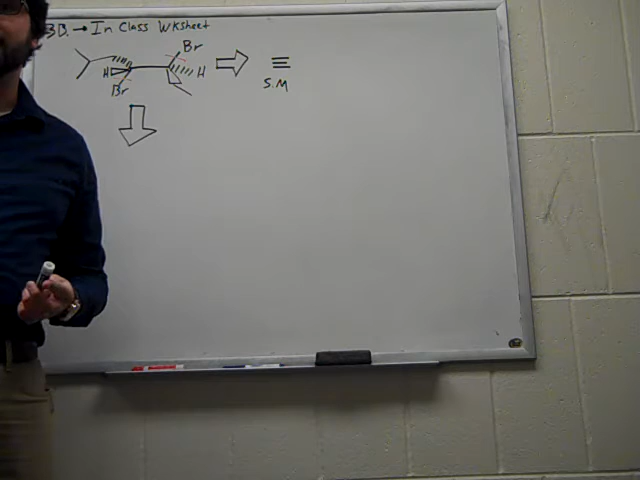 3D. → In Class Wksheet
Br
H
H
Br
S.M